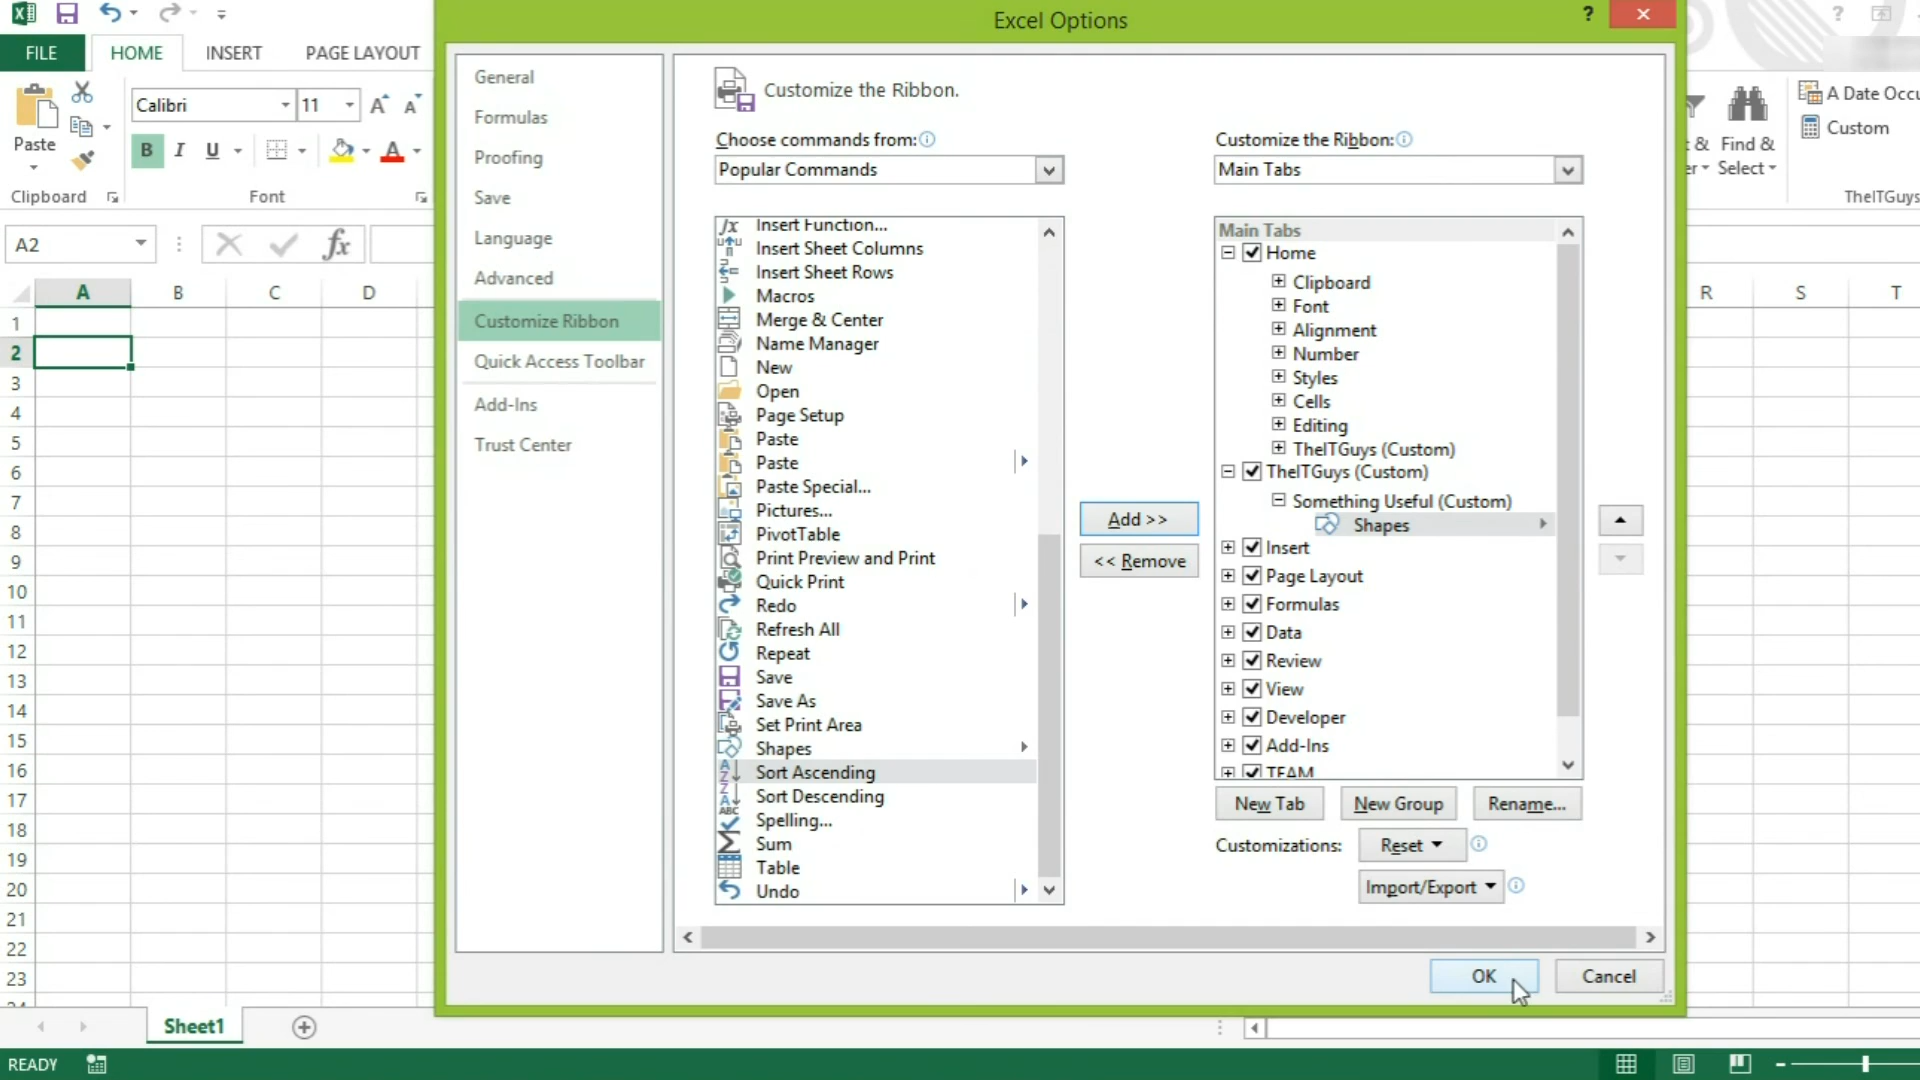 Excel Options
?
FILE
HOME
INSERT
PAGE LAYOUT
Calibri
11
A
A
Paste
B
I
U
A
Clipboard
Font
A2
fx
A
B
C
D
1
2
3
4
5
6
7
8
9
10
11
12
13
14
15
16
17
18
19
20
21
22
23
Sheet1
READY
General
Formulas
Proofing
Save
Language
Advanced
Customize Ribbon
Quick Access Toolbar
Add-Ins
Trust Center
Customize the Ribbon.
Choose commands from:
Popular Commands
Insert Function...
Insert Sheet Columns
Insert Sheet Rows
Macros
Merge & Center
Name Manager
New
Open
Page Setup
Paste
Paste
Paste Special...
Pictures...
PivotTable
Print Preview and Print
Quick Print
Redo
Refresh All
Repeat
Save
Save As
Set Print Area
Shapes
Sort Ascending
Sort Descending
Spelling...
Sum
Table
Undo
Add >>
<< Remove
Customize the Ribbon:
Main Tabs
Main Tabs
Home
Clipboard
Font
Alignment
Number
Styles
Cells
Editing
TheITGuys (Custom)
TheITGuys (Custom)
Something Useful (Custom)
Shapes
Insert
Page Layout
Formulas
Data
Review
View
Developer
Add-Ins
TEAM
New Tab
New Group
Rename...
Customizations:
Reset
Import/Export
OK
Cancel
?
A Date Occu
Custom
& Find &
Select
TheITGuys
R
S
T